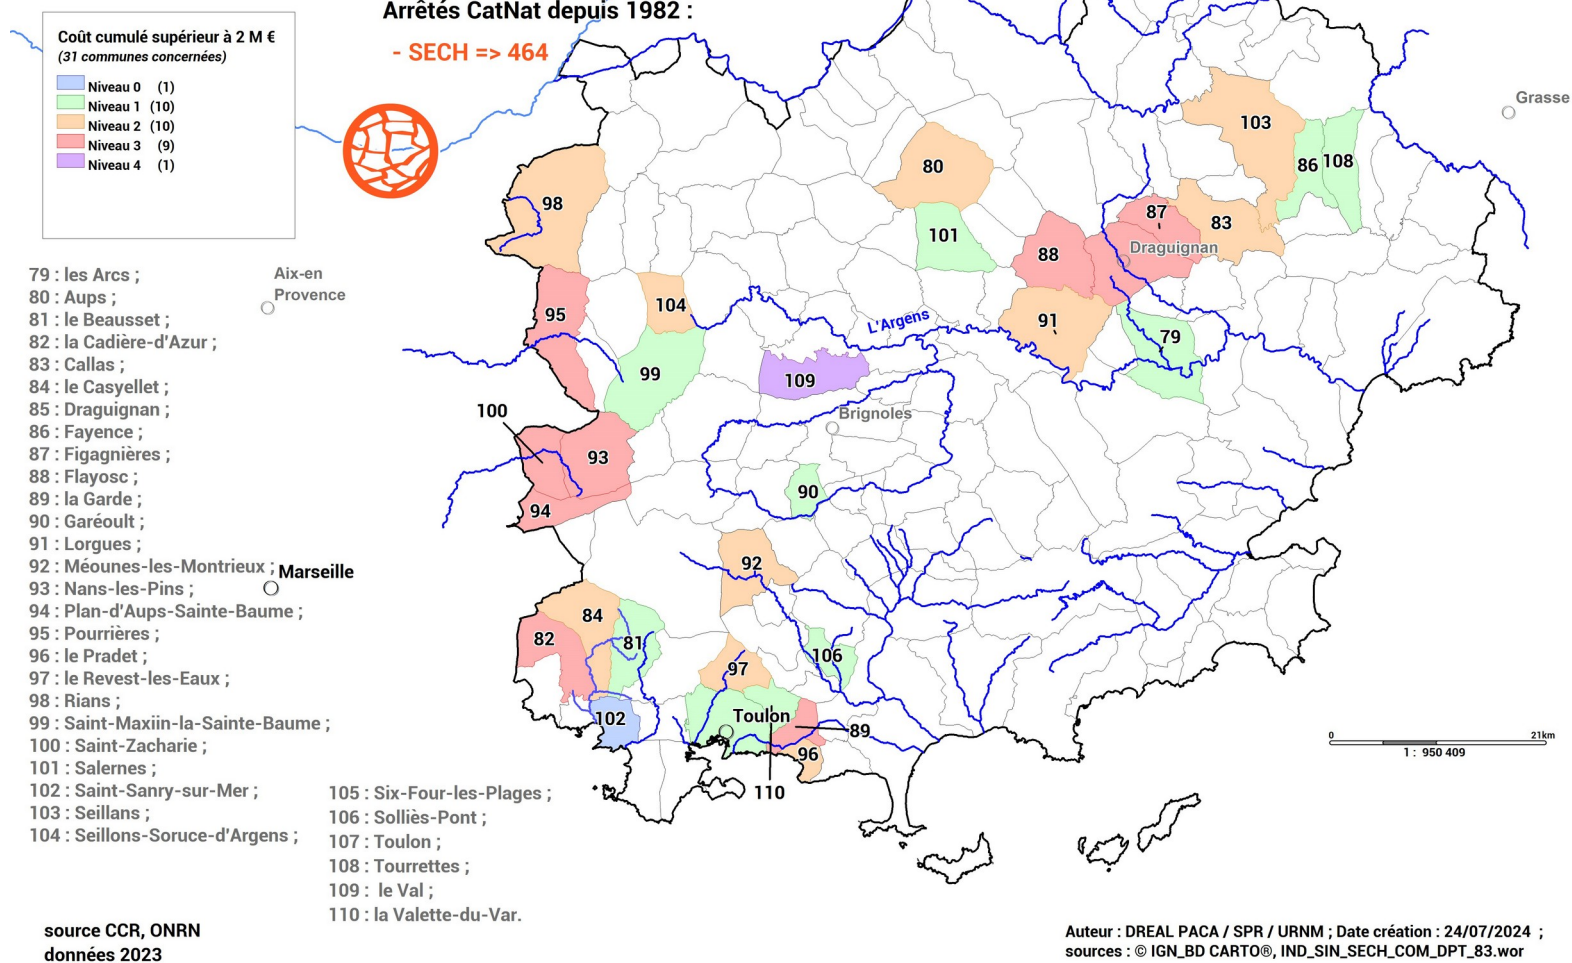 Arrêtés CatNat depuis 1982 :
- SECH => 464
Coût cumulé supérieur à 2 M €
(31 communes concernées)
Niveau 0 (1)
Niveau 1 (10)
Niveau 2 (10)
Niveau 3 (9)
Niveau 4 (1)
Grasse
103
86
108
80
98
87
83
101
88
Draguignan
Aix-en
Provence
95
104
L'Argens
91
79
99
109
100
Brignoles
93
90
94
92
Marseille
84
82
81
106
97
102
Toulon
89
96
110
79 : les Arcs ;
80 : Aups ;
81 : le Beausset ;
82 : la Cadière-d'Azur ;
83 : Callas ;
84 : le Casyellet ;
85 : Draguignan ;
86 : Fayence ;
87 : Figagnières ;
88 : Flayosc ;
89 : la Garde ;
90 : Garéoult ;
91 : Lorgues ;
92 : Méounes-les-Montrieux ;
93 : Nans-les-Pins ;
94 : Plan-d'Aups-Sainte-Baume ;
95 : Pourrières ;
96 : le Pradet ;
97 : le Revest-les-Eaux ;
98 : Rians ;
99 : Saint-Maxiin-la-Sainte-Baume ;
100 : Saint-Zacharie ;
101 : Salernes ;
102 : Saint-Sanry-sur-Mer ;
103 : Seillans ;
104 : Seillons-Soruce-d'Argens ;
105 : Six-Four-les-Plages ;
106 : Solliès-Pont ;
107 : Toulon ;
108 : Tourrettes ;
109 : le Val ;
110 : la Valette-du-Var.
0 21km
1 : 950 409
source CCR, ONRN
données 2023
Auteur : DREAL PACA / SPR / URNM ; Date création : 24/07/2024 ;
sources : © IGN_BD CARTO®, IND_SIN_SECH_COM_DPT_83.wor